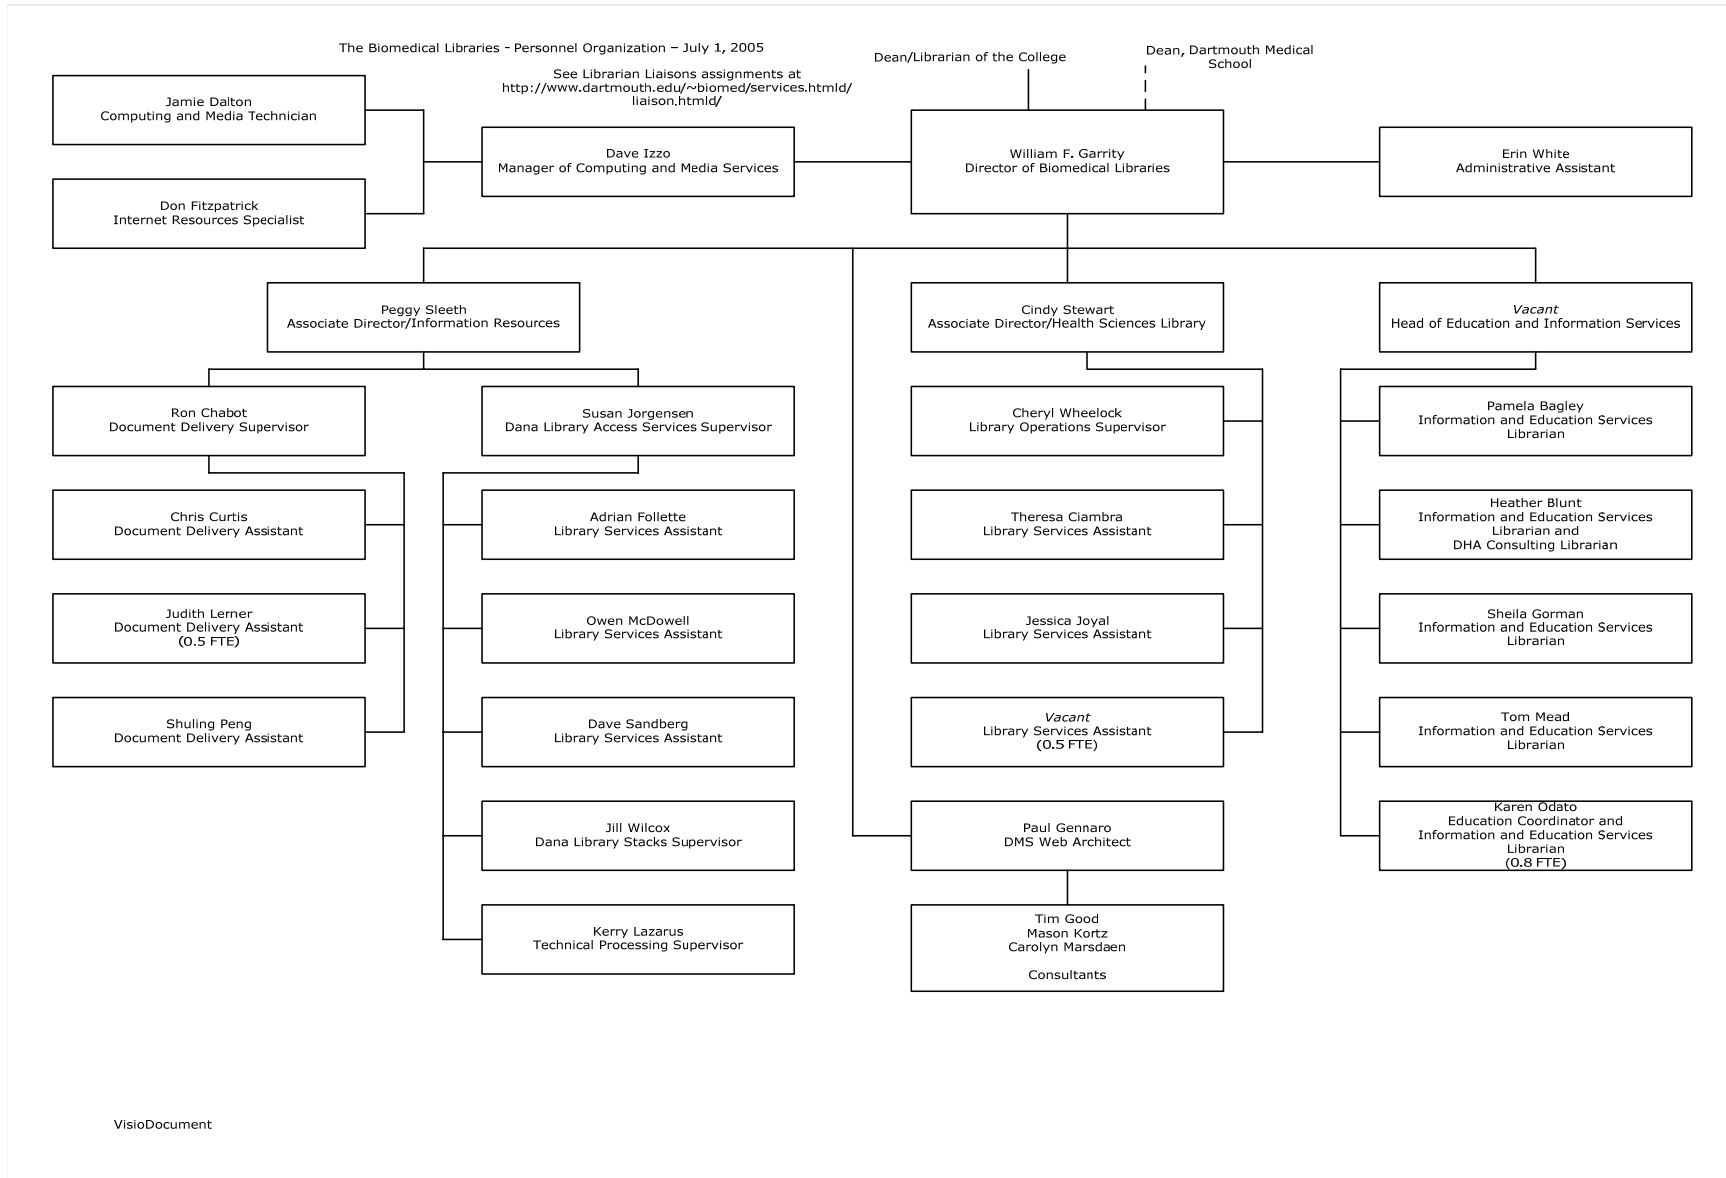 The Biomedical Libraries - Personnel Organization – July 1, 2005
See Librarian Liaisons assignments at
http://www.dartmouth.edu/~biomed/services.htmld/
liaison.htmld/
Dean/Librarian of the College
Dean, Dartmouth Medical
School
Jamie Dalton
Computing and Media Technician
Don Fitzpatrick
Internet Resources Specialist
Dave Izzo
Manager of Computing and Media Services
William F. Garrity
Director of Biomedical Libraries
Erin White
Administrative Assistant
Peggy Sleeth
Associate Director/Information Resources
Cindy Stewart
Associate Director/Health Sciences Library
Vacant
Head of Education and Information Services
Ron Chabot
Document Delivery Supervisor
Chris Curtis
Document Delivery Assistant
Judith Lerner
Document Delivery Assistant
(0.5 FTE)
Shuling Peng
Document Delivery Assistant
Susan Jorgensen
Dana Library Access Services Supervisor
Adrian Follette
Library Services Assistant
Owen McDowell
Library Services Assistant
Dave Sandberg
Library Services Assistant
Jill Wilcox
Dana Library Stacks Supervisor
Kerry Lazarus
Technical Processing Supervisor
Cheryl Wheelock
Library Operations Supervisor
Theresa Ciambra
Library Services Assistant
Jessica Joyal
Library Services Assistant
Vacant
Library Services Assistant
(0.5 FTE)
Paul Gennaro
DMS Web Architect
Tim Good
Mason Kortz
Carolyn Marsdaen
Consultants
Pamela Bagley
Information and Education Services
Librarian
Heather Blunt
Information and Education Services
Librarian and
DHA Consulting Librarian
Sheila Gorman
Information and Education Services
Librarian
Tom Mead
Information and Education Services
Librarian
Karen Odato
Education Coordinator and
Information and Education Services
Librarian
(0.8 FTE)
VisioDocument